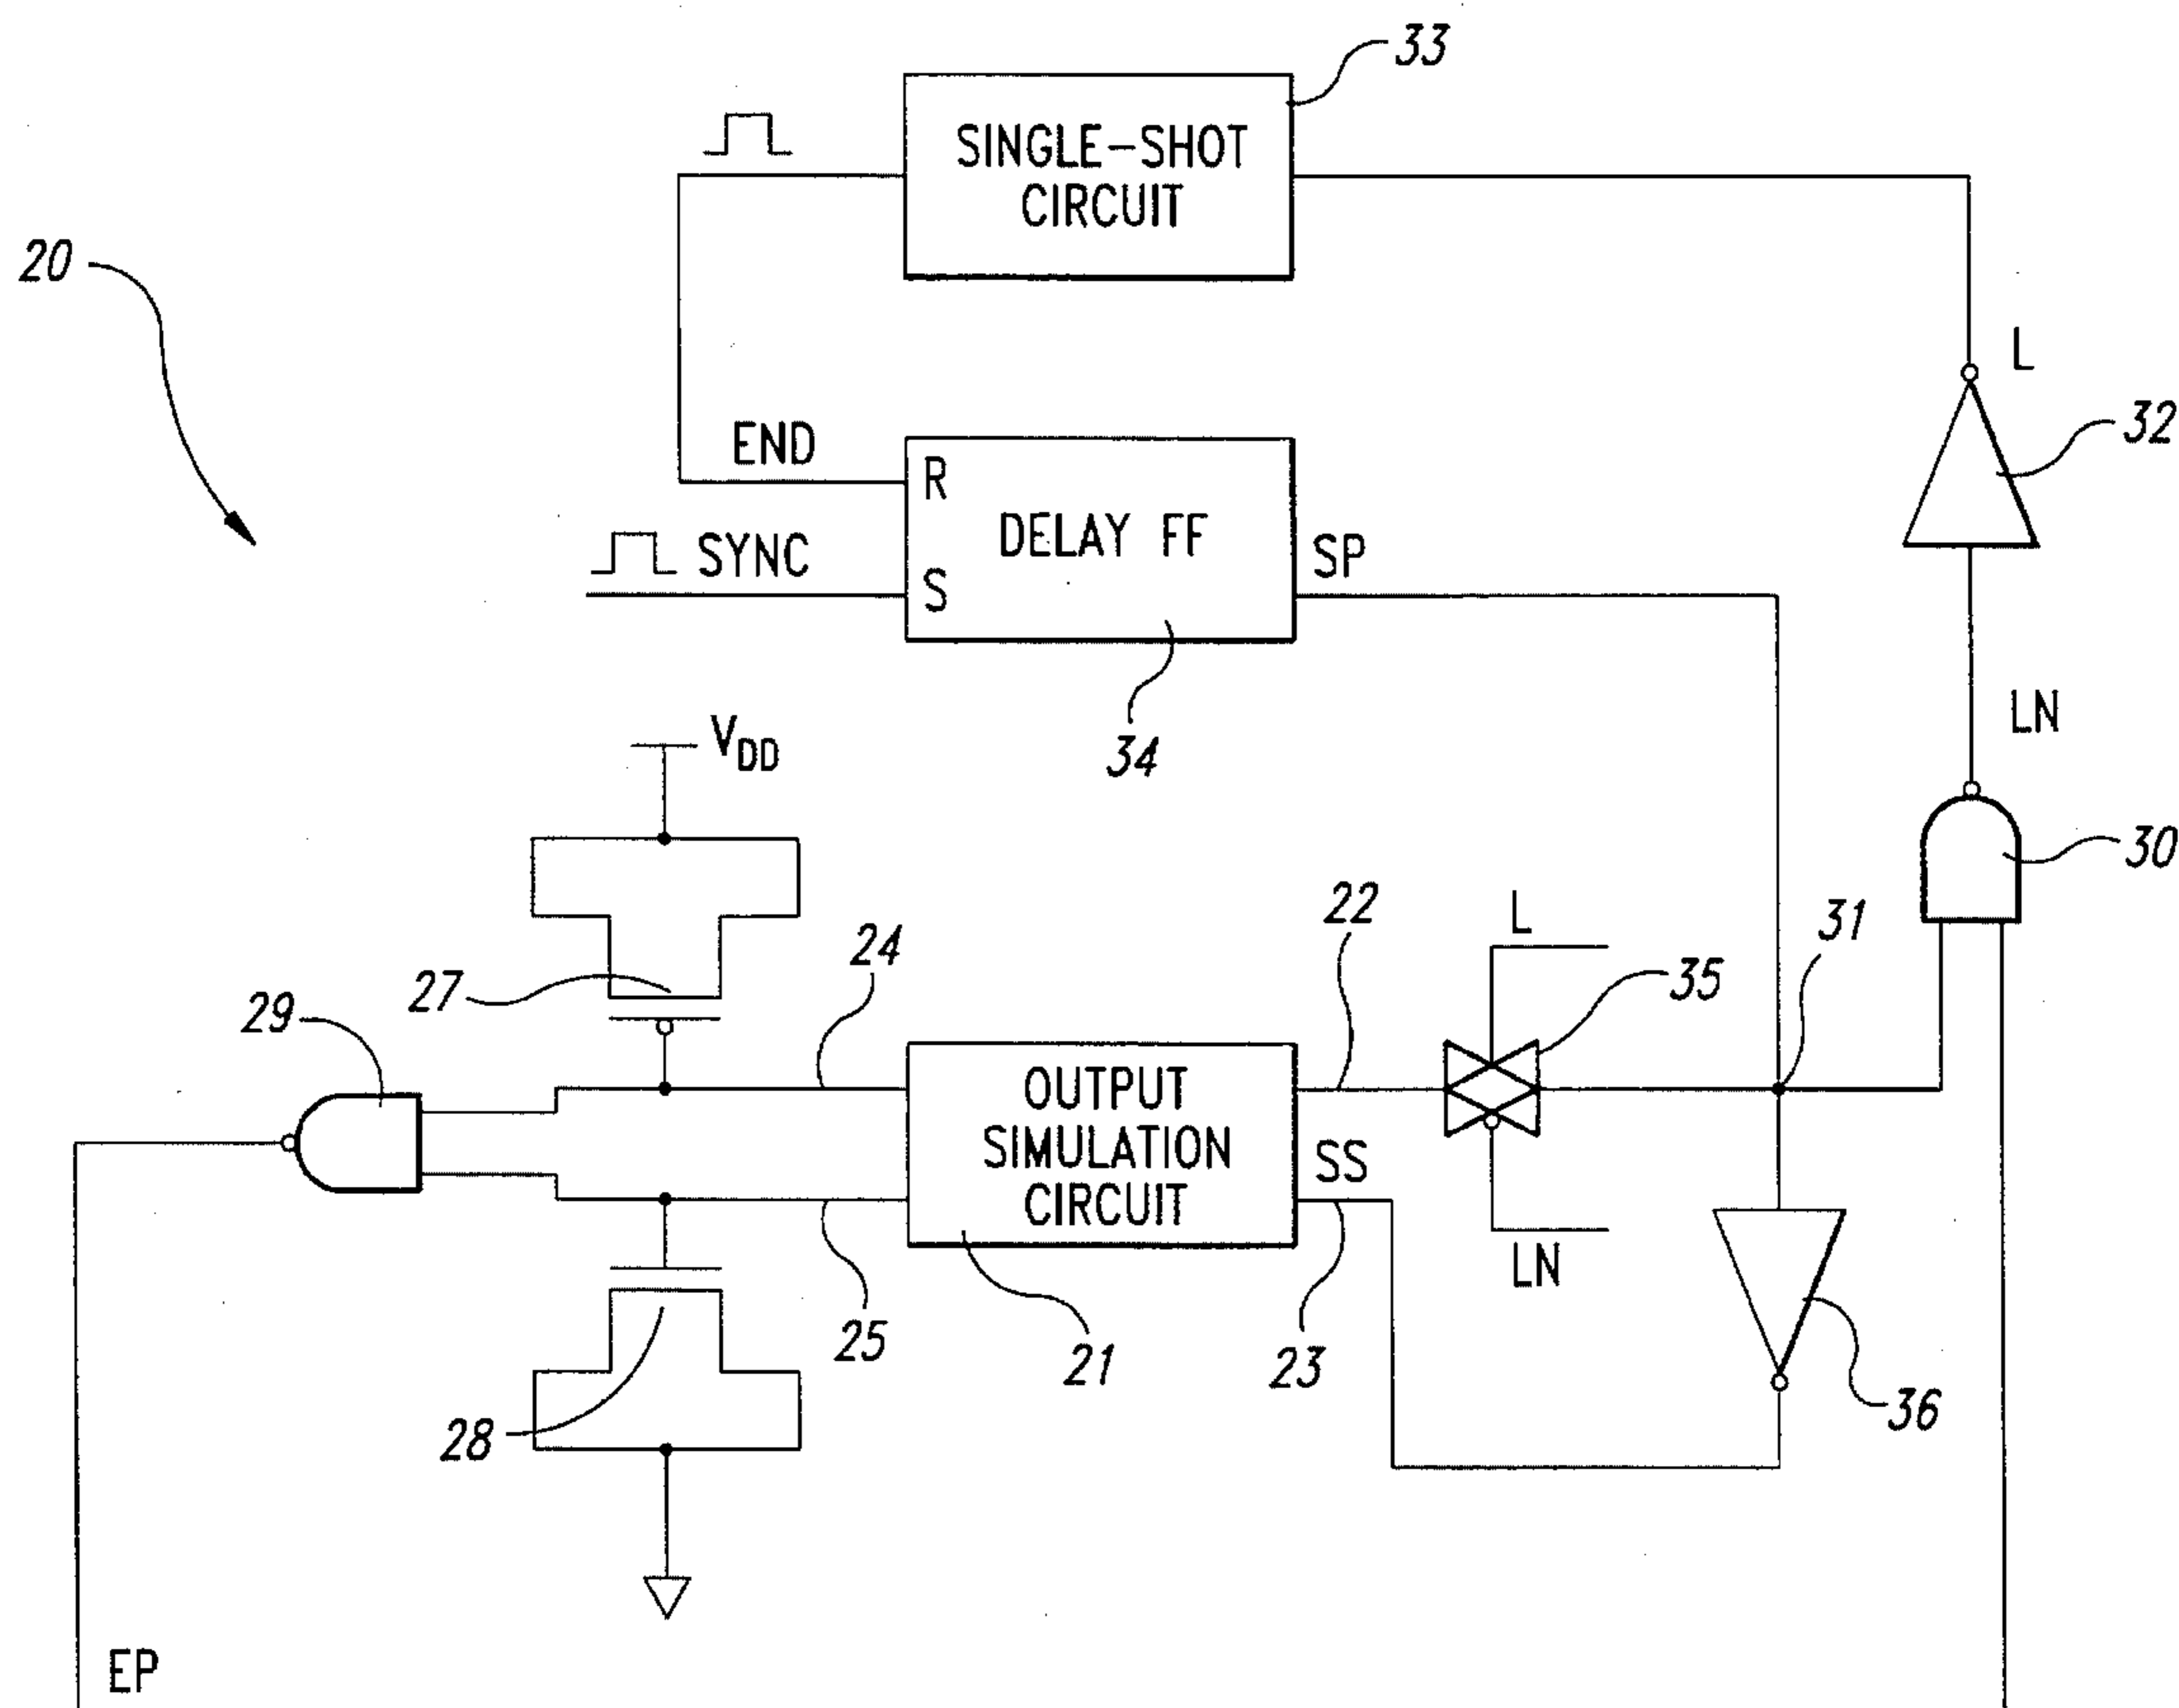 33
SINGLE-SHOT
CIRCUIT
20
L
32
END
R
DELAY FF
SYNC
S
SP
34
LN
VDD
30
22
L
31
24
27
35
29
OUTPUT
SIMULATION
CIRCUIT
SS
LN
25
21
23
28
36
EP